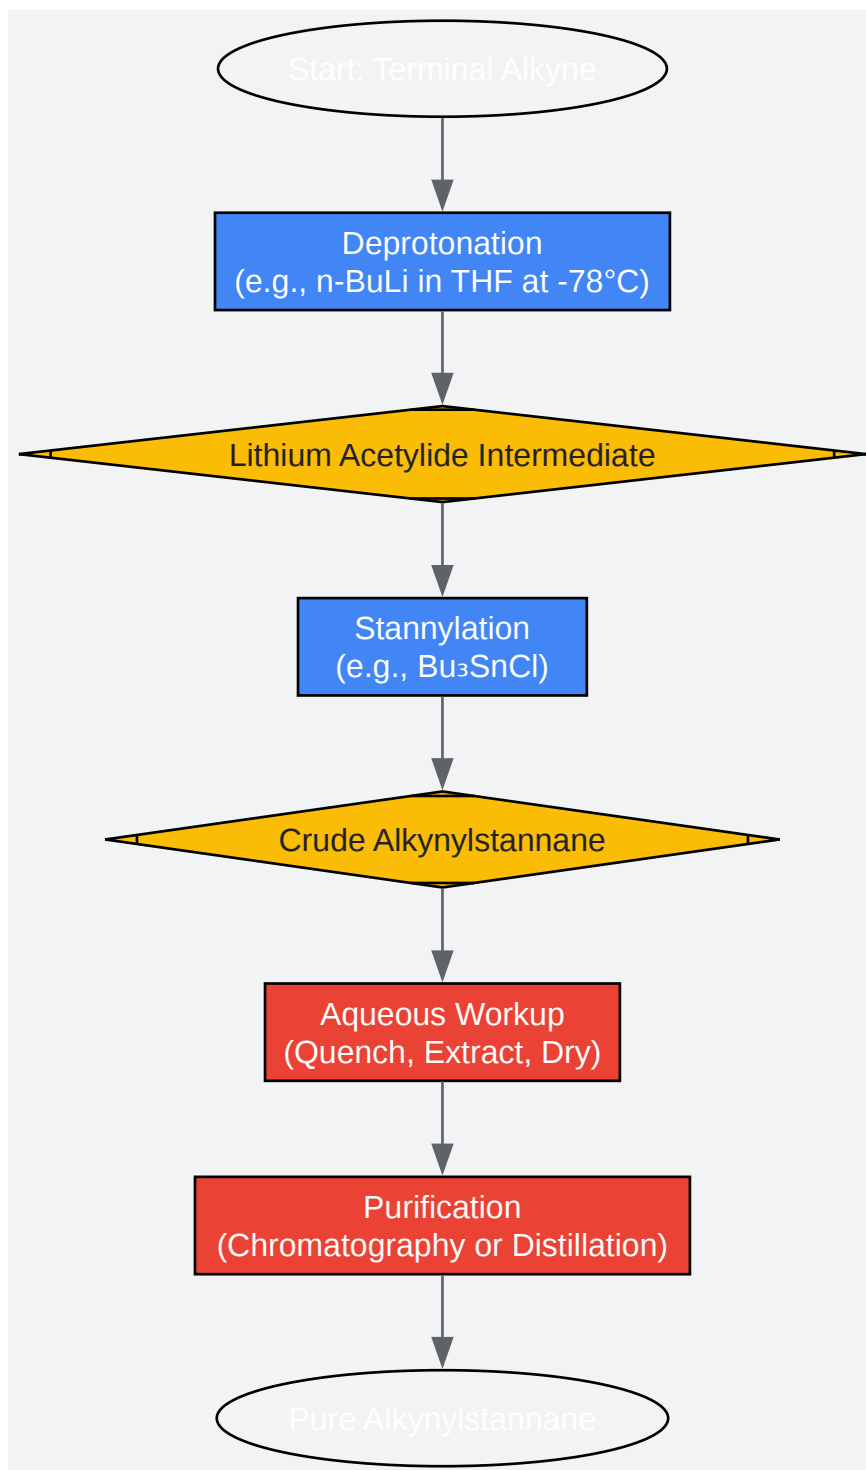 Start: Terminal Alkyne
Deprotonation
(e.g., n-BuLi in THF at -78°C)
Lithium Acetylide Intermediate
Stannylation
(e.g., Bu₃SnCl)
Crude Alkynylstannane
Aqueous Workup
(Quench, Extract, Dry)
Purification
(Chromatography or Distillation)
Pure Alkynylstannane